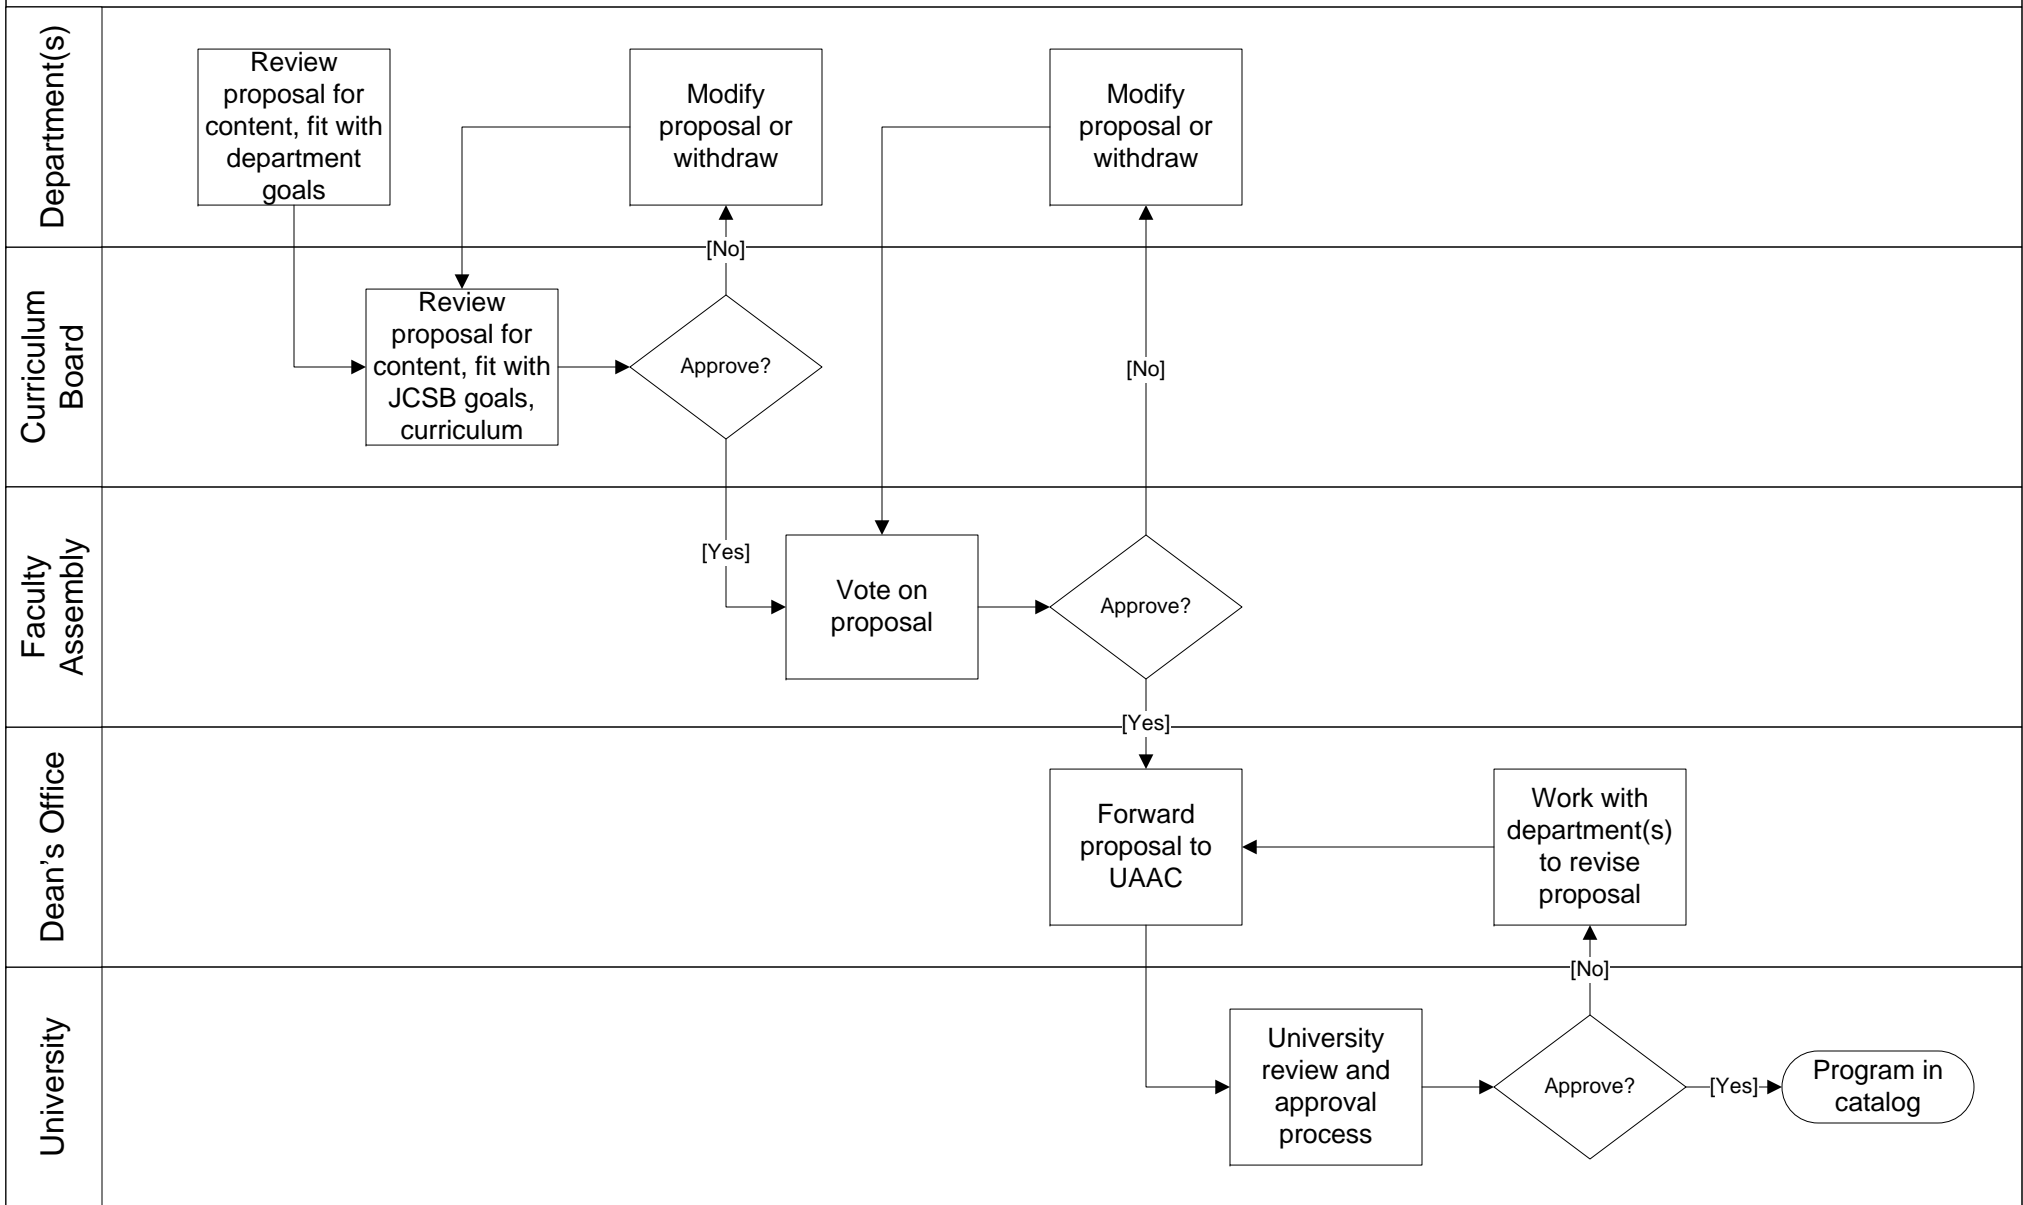 Department(s)
Review
proposal for
content, fit with
department
goals
Modify
proposal or
withdraw
Modify
proposal or
withdraw
[No]
Curriculum
Board
Review
proposal for
content, fit with
JCSB goals,
curriculum
Approve?
[No]
Faculty
Assembly
[Yes]
Vote on
proposal
Approve?
[Yes]
Dean's Office
Forward
proposal to
UAAC
Work with
department(s)
to revise
proposal
[No]
University
University
review and
approval
process
Approve?
[Yes]
Program in
catalog